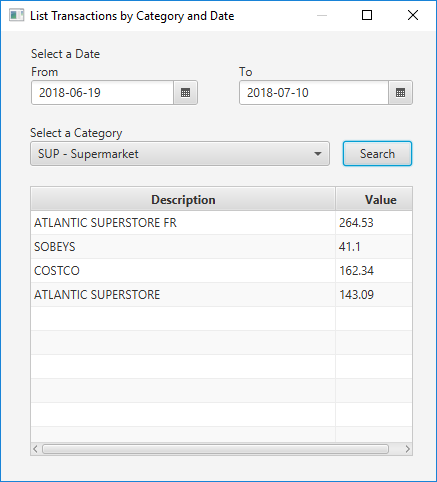 List Transactions by Category and Date
Select a Date
From To
2018-06-19 2018-07-10
Select a Category
SUP - Supermarket Search
Description Value
ATLANTIC SUPERSTORE FR 264.53
SOBEYS 41.1
COSTCO 162.34
ATLANTIC SUPERSTORE 143.09